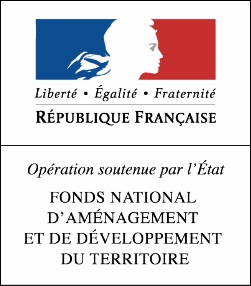 Liberté • Égalité • Fraternité
RÉPUBLIQUE FRANÇAISE
Opération soutenue par l'État
FONDS NATIONAL
D'AMÉNAGEMENT
ET DE DÉVELOPPEMENT
DU TERRITOIRE